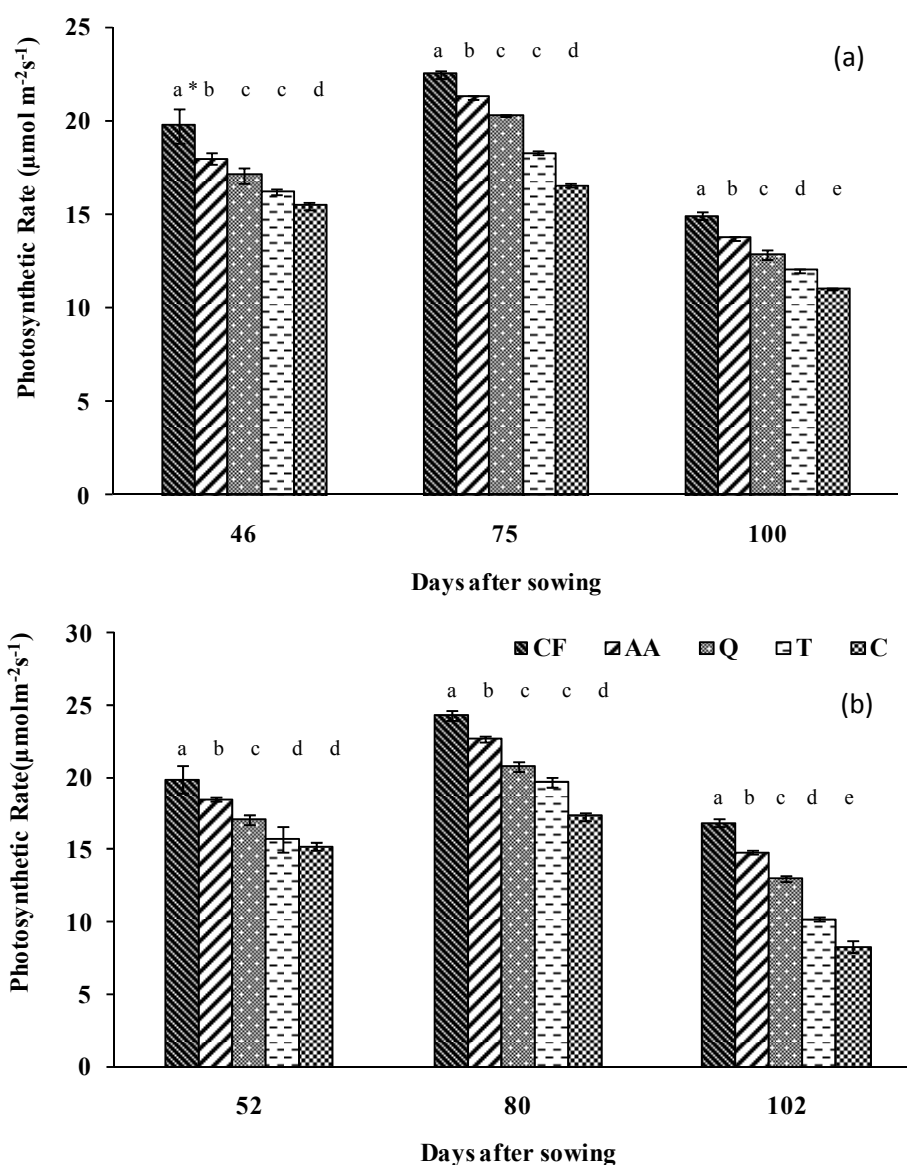 25
a b c c d
(a)
a * b c c d
20
a b c d e
15
10
5
0
Photosynthetic Rate (µmol m-2s-1)
46 75 100
Days after sowing
30
CF AA Q T C
a b c c d
(b)
25
a b c d d
a b c d e
20
15
10
5
0
Photosynthetic Rate(µmolm-2s-1)
52 80 102
Days after sowing